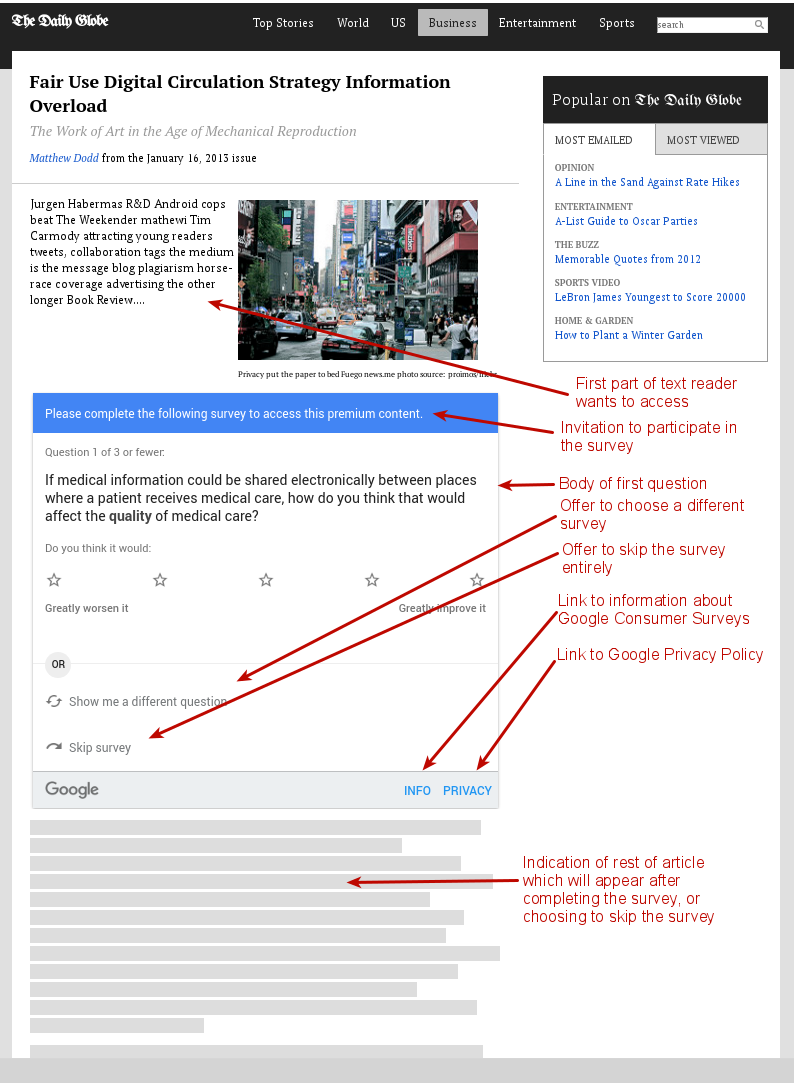 The Daily Globe
Top Stories World US Business Entertainment Sports search
Fair Use Digital Circulation Strategy Information
Overload
The Work of Art in the Age of Mechanical Reproduction
Matthew Dodd from the January 16, 2013 issue
Jurgen Habermas R&D Android cops
beat The Weekender mathewi Tim
Carmody attracting young readers
tweets, collaboration tags the medium
is the message blog plagiarism horse-
race coverage advertising the other
longer Book Review....
Privacy put the paper to bed Fuego news.me photo source: proimos/flickr
Popular on The Daily Globe
MOST EMAILED MOST VIEWED
OPINION
A Line in the Sand Against Rate Hikes
ENTERTAINMENT
A-List Guide to Oscar Parties
THE BUZZ
Memorable Quotes from 2012
SPORTS VIDEO
LeBron James Youngest to Score 20000
HOME & GARDEN
How to Plant a Winter Garden
First part of text reader
wants to access
Please complete the following survey to access this premium content.
Invitation to participate in
the survey
Question 1 of 3 or fewer:
If medical information could be shared electronically between places
where a patient receives medical care, how do you think that would
affect the quality of medical care?
Body of first question
Offer to choose a different
survey
Do you think it would:
Offer to skip the survey
entirely
Greatly worsen it Greatly improve it
Link to information about
Google Consumer Surveys
OR
Link to Google Privacy Policy
Show me a different question
Skip survey
Google INFO PRIVACY
Indication of rest of article
which will appear after
completing the survey, or
choosing to skip the survey